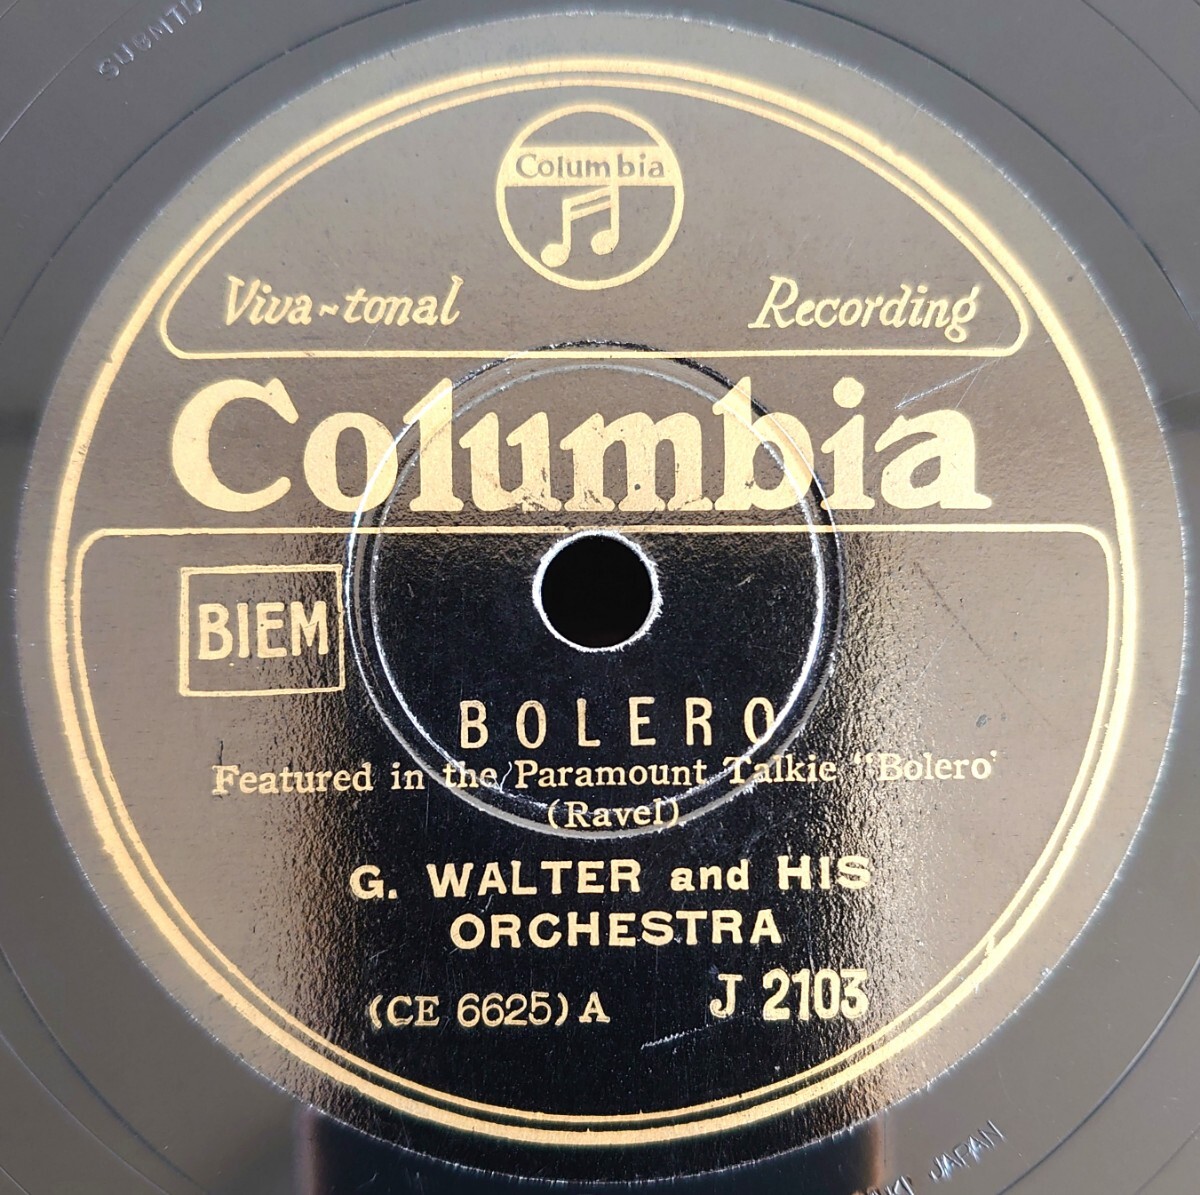 Columbia
Viva-tonal Recording
Columbia
BIEM
BOLERO
Featured in the Paramount Talkie "Bolero'
(Ravel)
G. WALTER and HIS
ORCHESTRA
(CE 6625) A J 2103
JAPAN